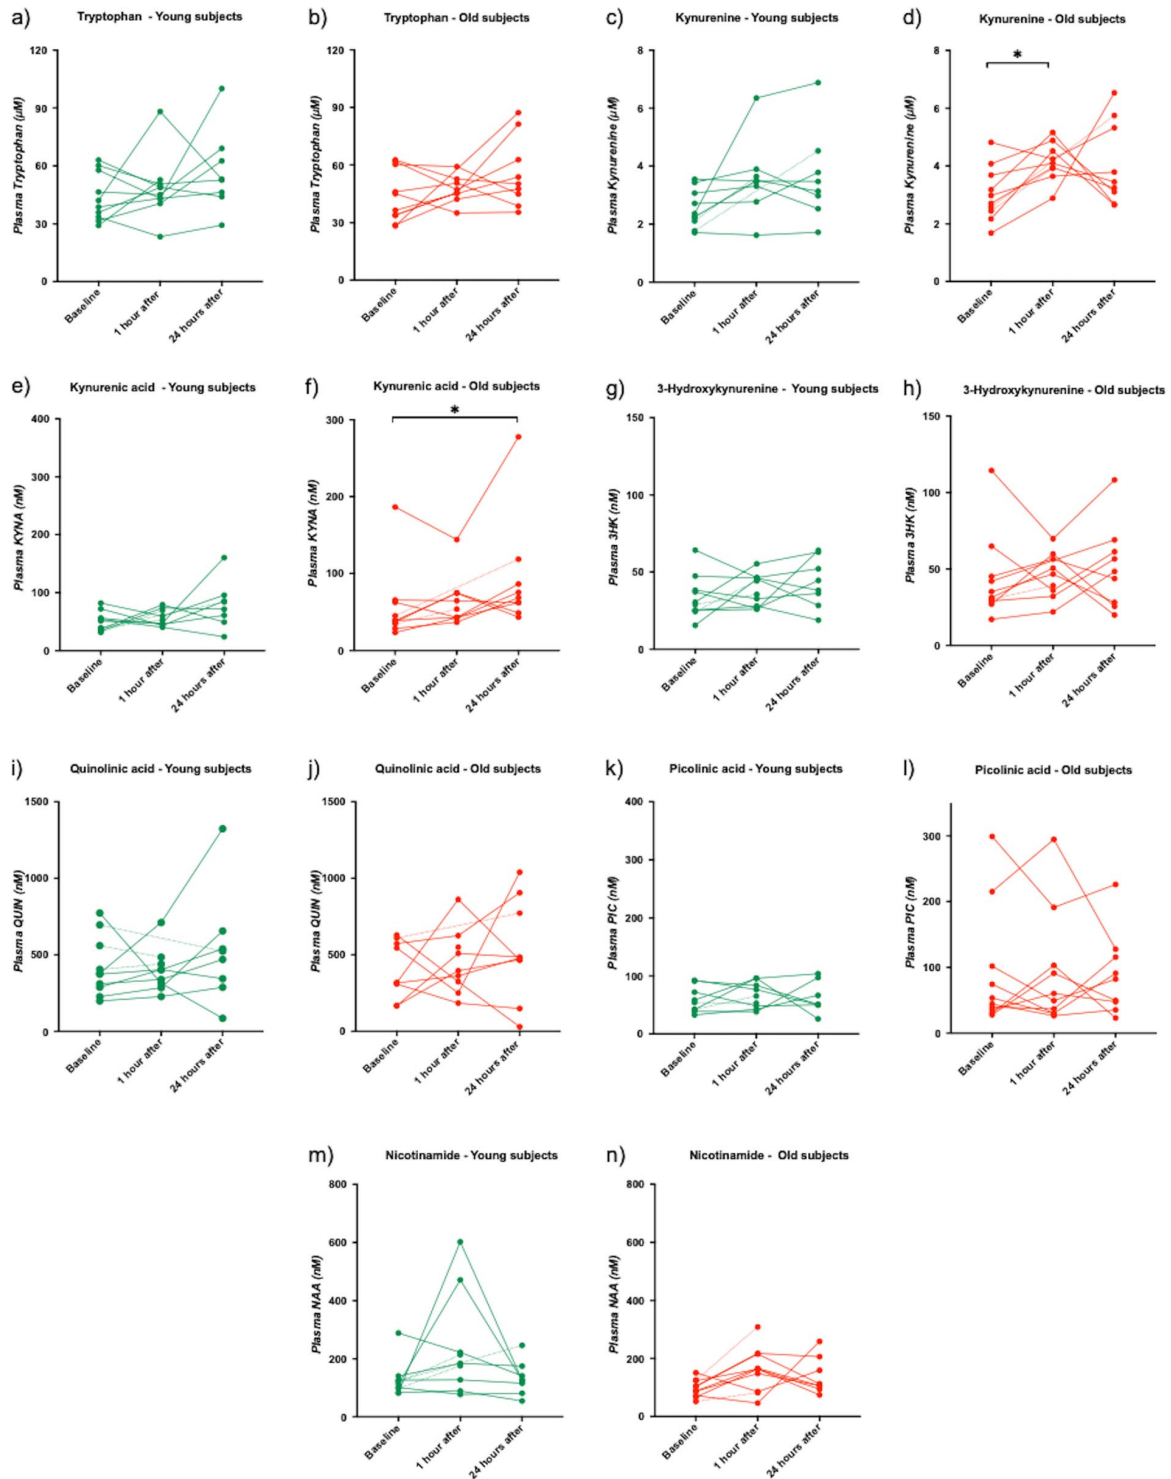 a) Tryptophan - Young subjects
Plasma Tryptophan (µM)
120
90
60
30
0
Baseline
1 hour after
24 hours after
b) Tryptophan - Old subjects
Plasma Tryptophan (µM)
120
90
60
30
0
Baseline
1 hour after
24 hours after
c) Kynurenine - Young subjects
Plasma Kynurenine (µM)
8
6
4
2
0
Baseline
1 hour after
24 hours after
d) Kynurenine - Old subjects
Plasma Kynurenine (µM)
8
6
4
2
0
*
Baseline
1 hour after
24 hours after
e) Kynurenic acid - Young subjects
Plasma KYNA (nM)
400
300
200
100
0
Baseline
1 hour after
24 hours after
f) Kynurenic acid - Old subjects
Plasma KYNA (nM)
300
200
100
0
*
Baseline
1 hour after
24 hours after
g) 3-Hydroxykynurenine - Young subjects
Plasma 3HK (nM)
150
100
50
0
Baseline
1 hour after
24 hours after
h) 3-Hydroxykynurenine - Old subjects
Plasma 3HK (nM)
150
100
50
0
Baseline
1 hour after
24 hours after
i) Quinolinic acid - Young subjects
Plasma QUIN (nM)
1500
1000
500
0
Baseline
1 hour after
24 hours after
j) Quinolinic acid - Old subjects
Plasma QUIN (nM)
1500
1000
500
0
Baseline
1 hour after
24 hours after
k) Picolinic acid - Young subjects
Plasma PIC (nM)
400
300
200
100
0
Baseline
1 hour after
24 hours after
l) Picolinic acid - Old subjects
Plasma PIC (nM)
300
200
100
0
Baseline
1 hour after
24 hours after
m) Nicotinamide - Young subjects
Plasma NAA (nM)
800
600
400
200
0
Baseline
1 hour after
24 hours after
n) Nicotinamide - Old subjects
Plasma NAA (nM)
800
600
400
200
0
Baseline
1 hour after
24 hours after